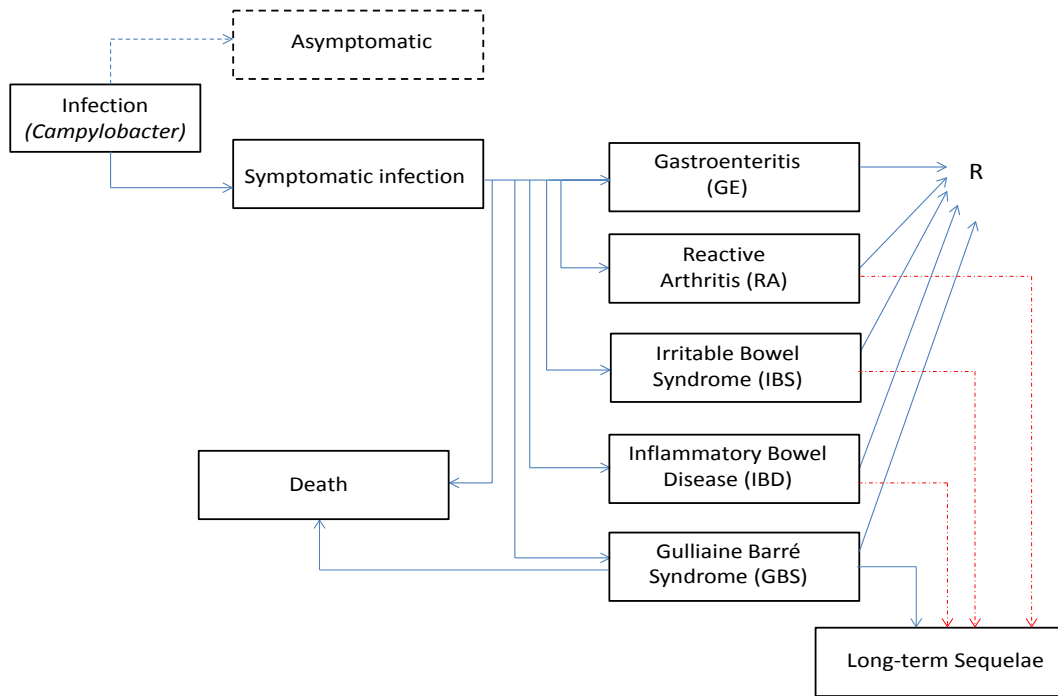 Asymptomatic
Infection
(Campylobacter)
Symptomatic infection
Gastroenteritis
(GE)
R
Reactive
Arthritis (RA)
Irritable Bowel
Syndrome (IBS)
Inflammatory Bowel
Disease (IBD)
Death
Gulliaine Barré
Syndrome (GBS)
Long-term Sequelae